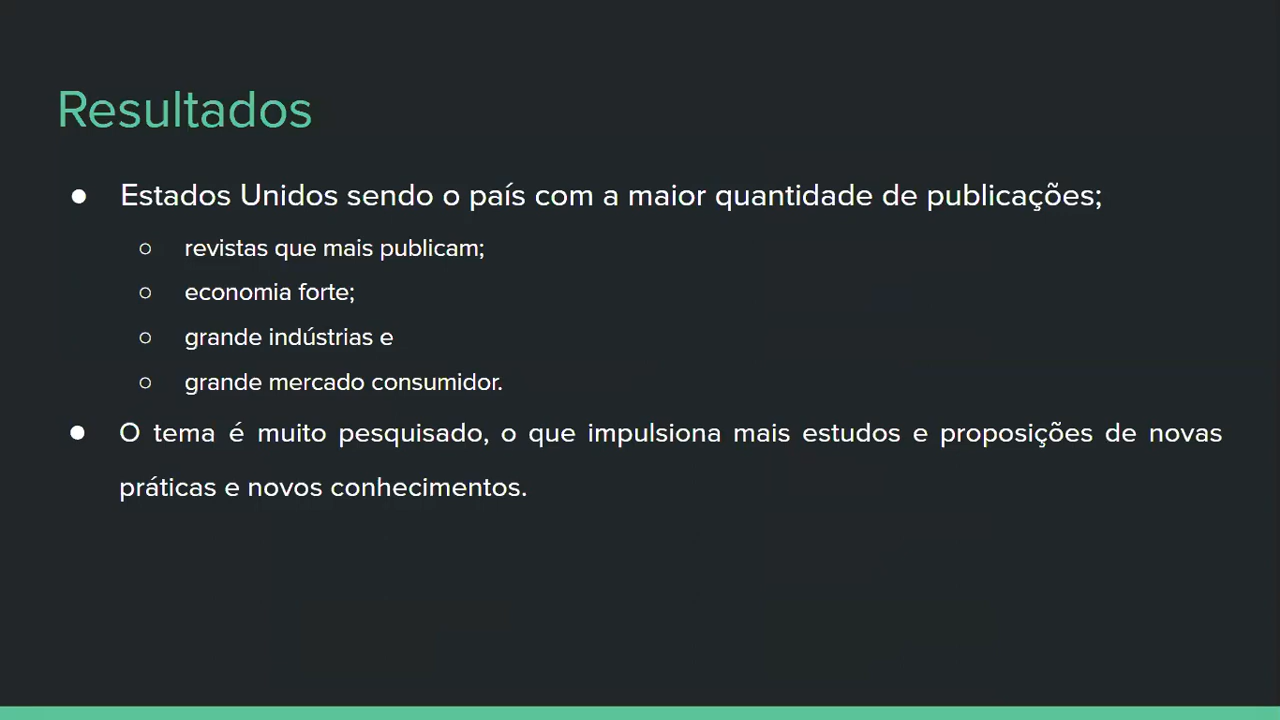 Resultados
● Estados Unidos sendo o país com a maior quantidade de publicações;
○ revistas que mais publicam;
○ economia forte;
○ grande indústrias e
○ grande mercado consumidor.
● O tema é muito pesquisado, o que impulsiona mais estudos e proposições de novas
práticas e novos conhecimentos.